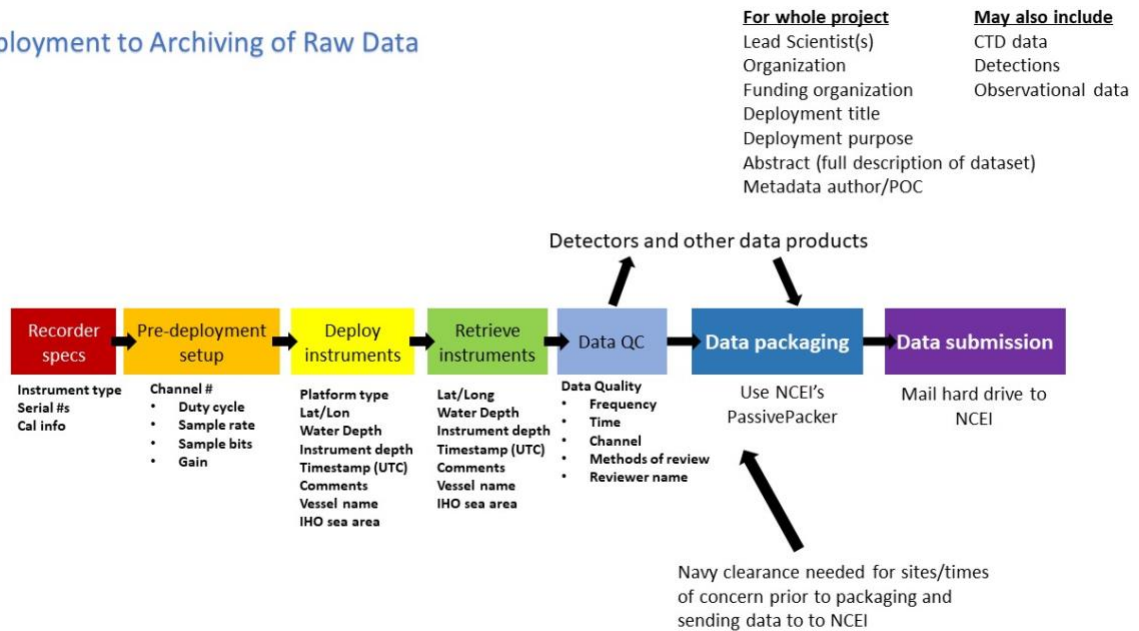 ployment to Archiving of Raw Data
For whole project
Lead Scientist(s)
Organization
Funding organization
Deployment title
Deployment purpose
Abstract (full description of dataset)
Metadata author/POC
May also include
CTD data
Detections
Observational data
Detectors and other data products
Recorder
specs
Instrument type
Serial #s
Cal info
Pre-deployment
setup
Channel #
• Duty cycle
• Sample rate
• Sample bits
• Gain
Deploy
instruments
Platform type
Lat/Lon
Water Depth
Instrument depth
Timestamp (UTC)
Comments
Vessel name
IHO sea area
Retrieve
instruments
Lat/Long
Water Depth
Instrument depth
Timestamp (UTC)
Comments
Vessel name
IHO sea area
Data QC
Data Quality
• Frequency
• Time
• Channel
• Methods of review
• Reviewer name
Data packaging
Use NCEI's
PassivePacker
Data submission
Mail hard drive to
NCEI
Navy clearance needed for sites/times
of concern prior to packaging and
sending data to to NCEI